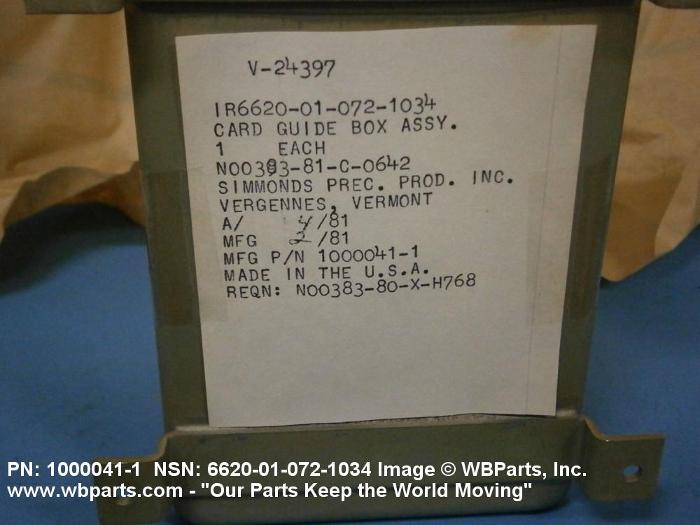 V-24397
IR6620-01-072-1034
CARD GUIDE BOX ASSY.
1 EACH
N00383-81-C-0642
SIMMONDS PREC. PROD. INC.
VERGENNES, VERMONT
A/ 4/81
MFG 2/81
MFG P/N 1000041-1
MADE IN THE U.S.A.
REQN: N00383-80-X-H768
PN: 1000041-1 NSN: 6620-01-072-1034 Image © WBParts, Inc.
www.wbparts.com - "Our Parts Keep the World Moving"